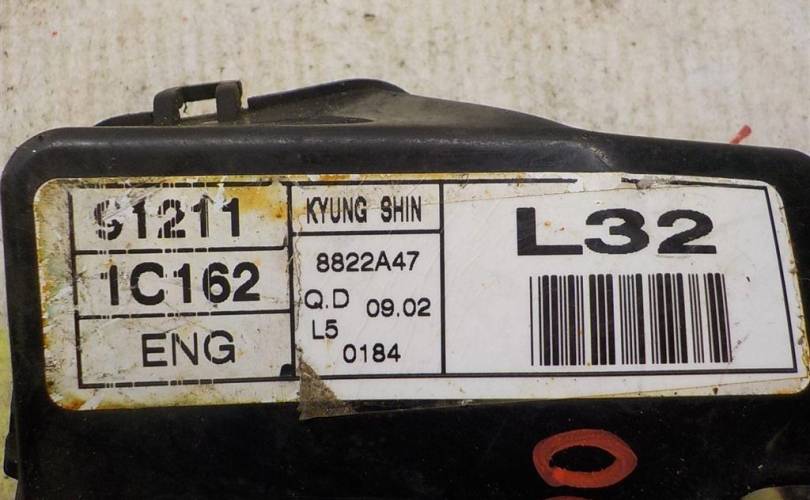 91211
1C162
ENG
KYUNG SHIN
8822A47
Q.D 09.02
L5
0184
L32